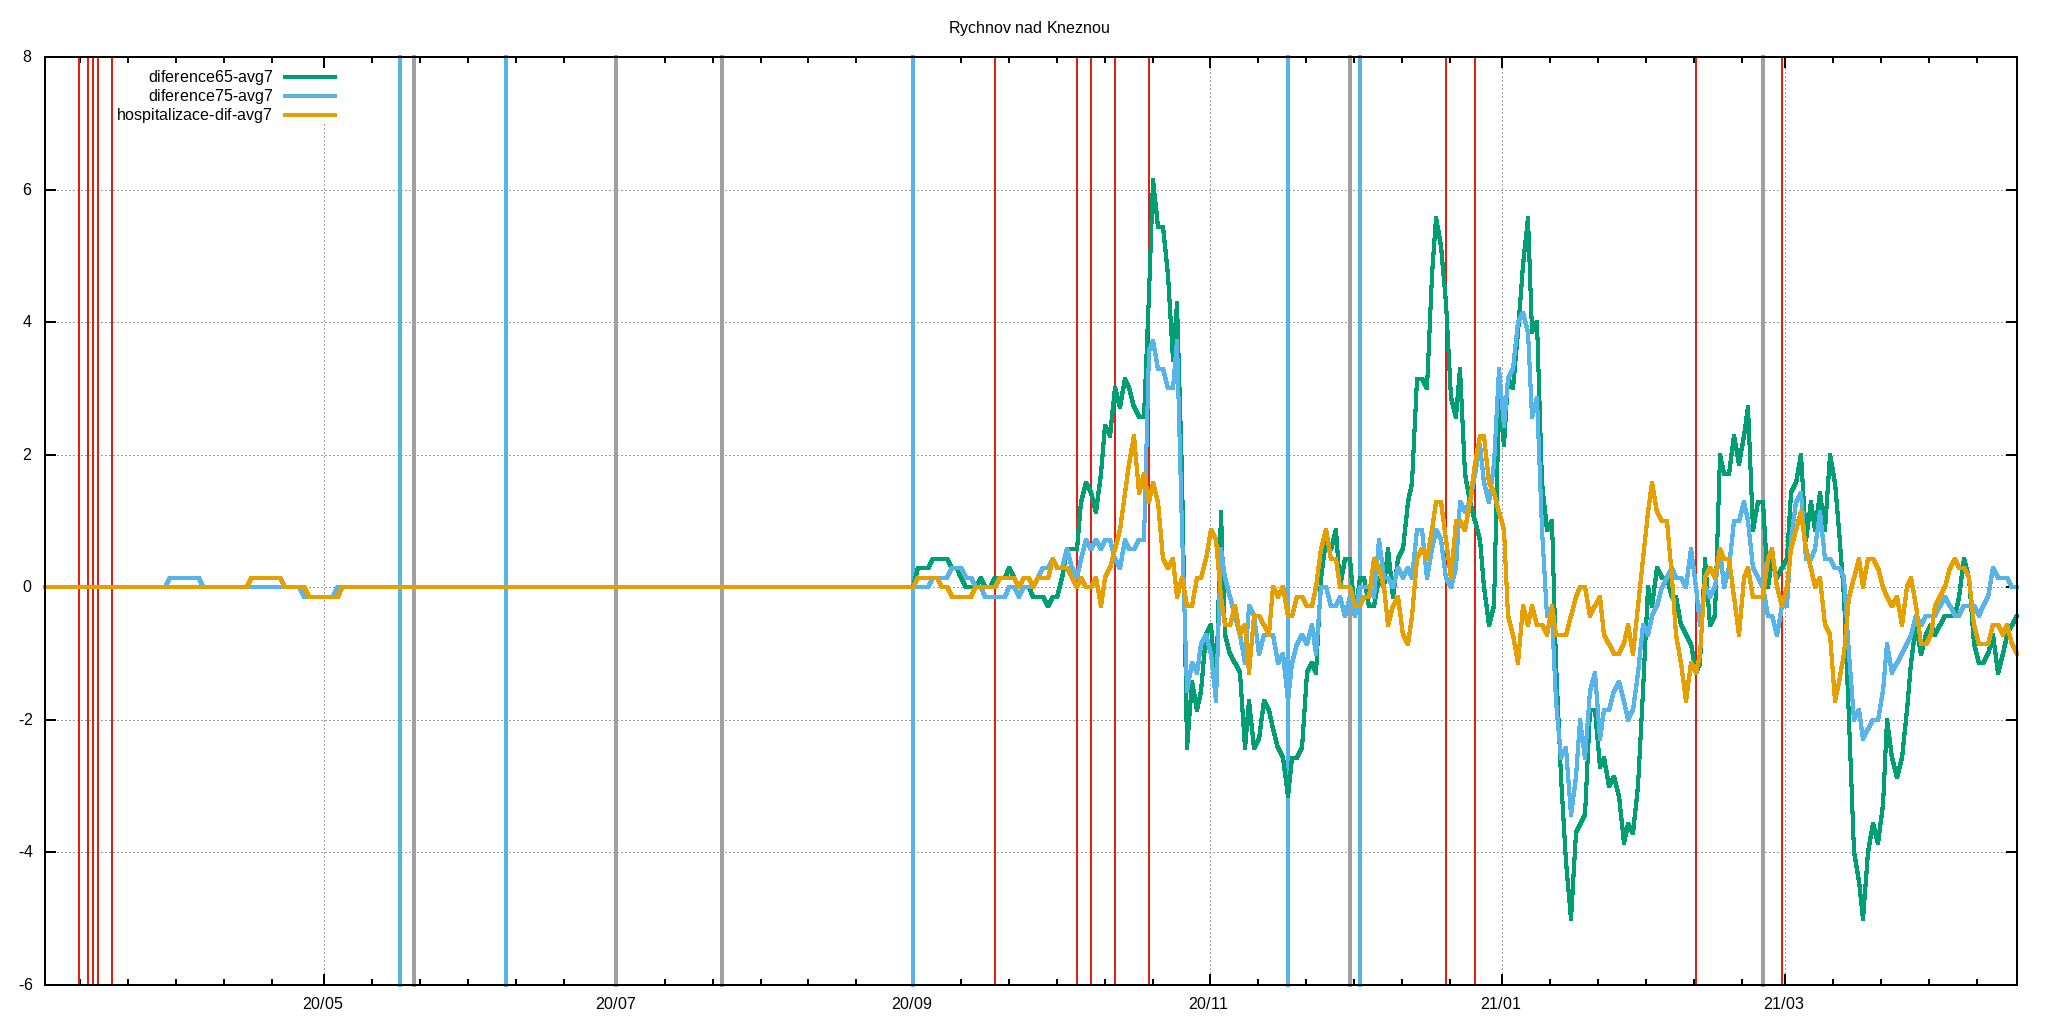 Rychnov nad Kneznou
8
diference65-avg7
diference75-avg7
hospitalizace-dif-avg7
6
4
2
0
-2
-4
-6
20/05 20/07 20/09 20/11 21/01 21/03